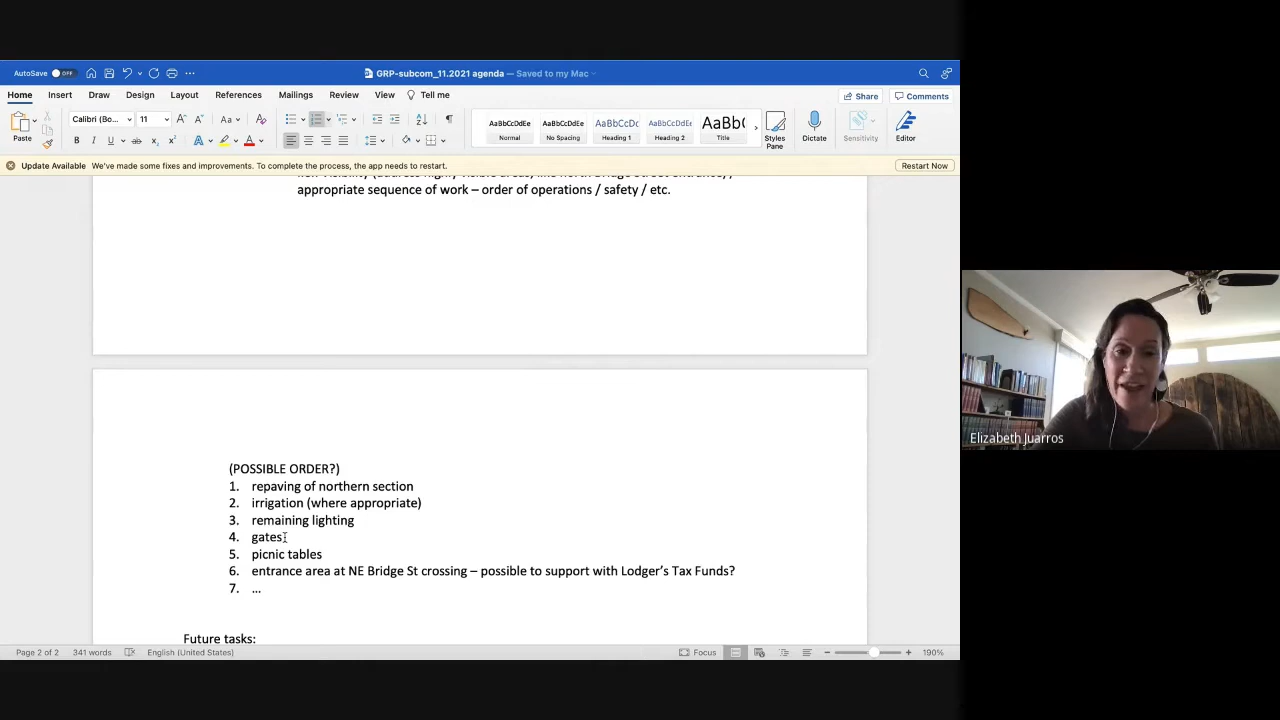 AutoSave OFF
GRP-subcom_11.2021 agenda — Saved to my Mac
Home Insert Draw Design Layout References Mailings Review View Tell me
Share Comments
Paste
Calibri (Bo... 11
AaBbCcDdEe
Normal
AaBbCcDdEe
No Spacing
AaBbCcDc
Heading 1
AaBbCcDdEe
Heading 2
AaBb(
Title
Styles Pane
Dictate
Sensitivity
Editor
Update Available We've made some fixes and improvements. To complete the process, the app needs to restart.
Restart Now
appropriate sequence of work – order of operations / safety / etc.
(POSSIBLE ORDER?)
1. repaving of northern section
2. irrigation (where appropriate)
3. remaining lighting
4. gates
5. picnic tables
6. entrance area at NE Bridge St crossing – possible to support with Lodger's Tax Funds?
7. ...
Future tasks:
Page 2 of 2 341 words English (United States) Focus 190%
Elizabeth Juarros